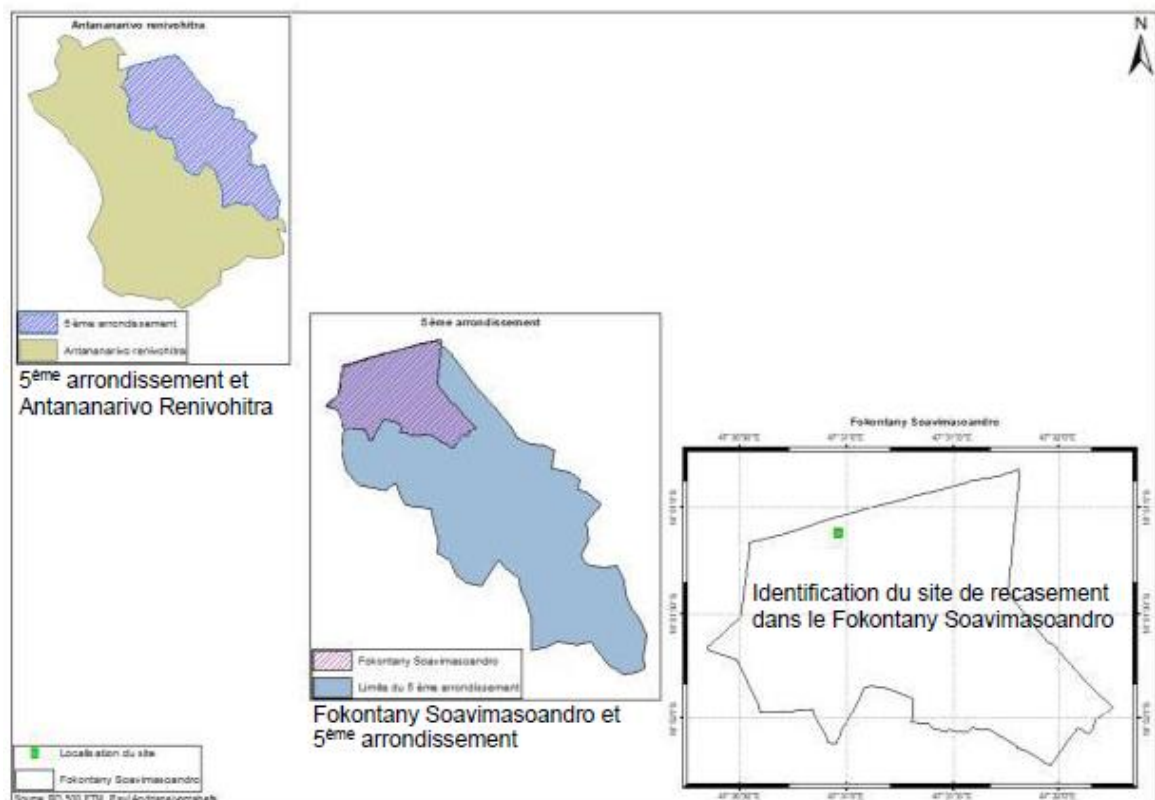 Antananarivo renivohitra
N
5 ème arrondissement
Antananarivo renivohitra
5ème arrondissement et
Antananarivo Renivohitra
5ème arrondissement
Fokontany Soavimasoandro
Limite du 5 ème arrondissement
Fokontany Soavimasoandro et
5ème arrondissement
Fokontany Soavimasoandro
Identification du site de recasement
dans le Fokontany Soavimasoandro
Localisation du site
Fokontany Soavimasoandro